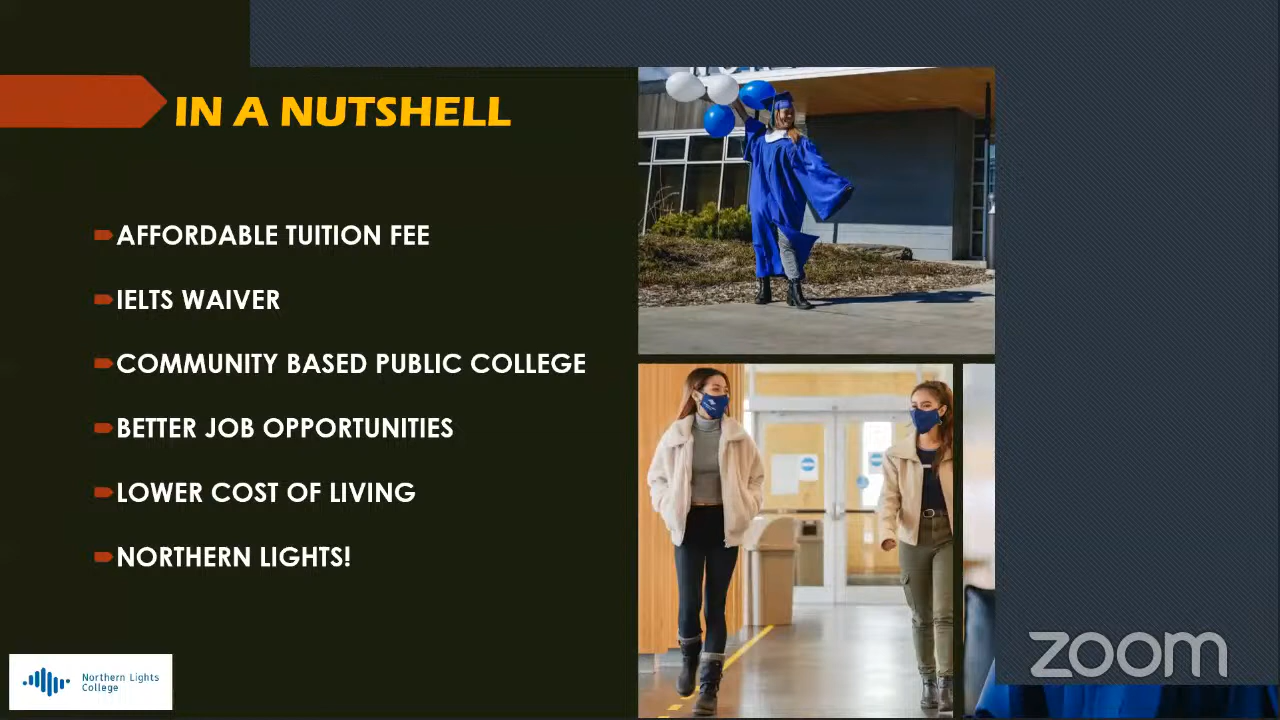 IN A NUTSHELL
AFFORDABLE TUITION FEE
IELTS WAIVER
COMMUNITY BASED PUBLIC COLLEGE
BETTER JOB OPPORTUNITIES
LOWER COST OF LIVING
NORTHERN LIGHTS!
Northern Lights
College
zoom